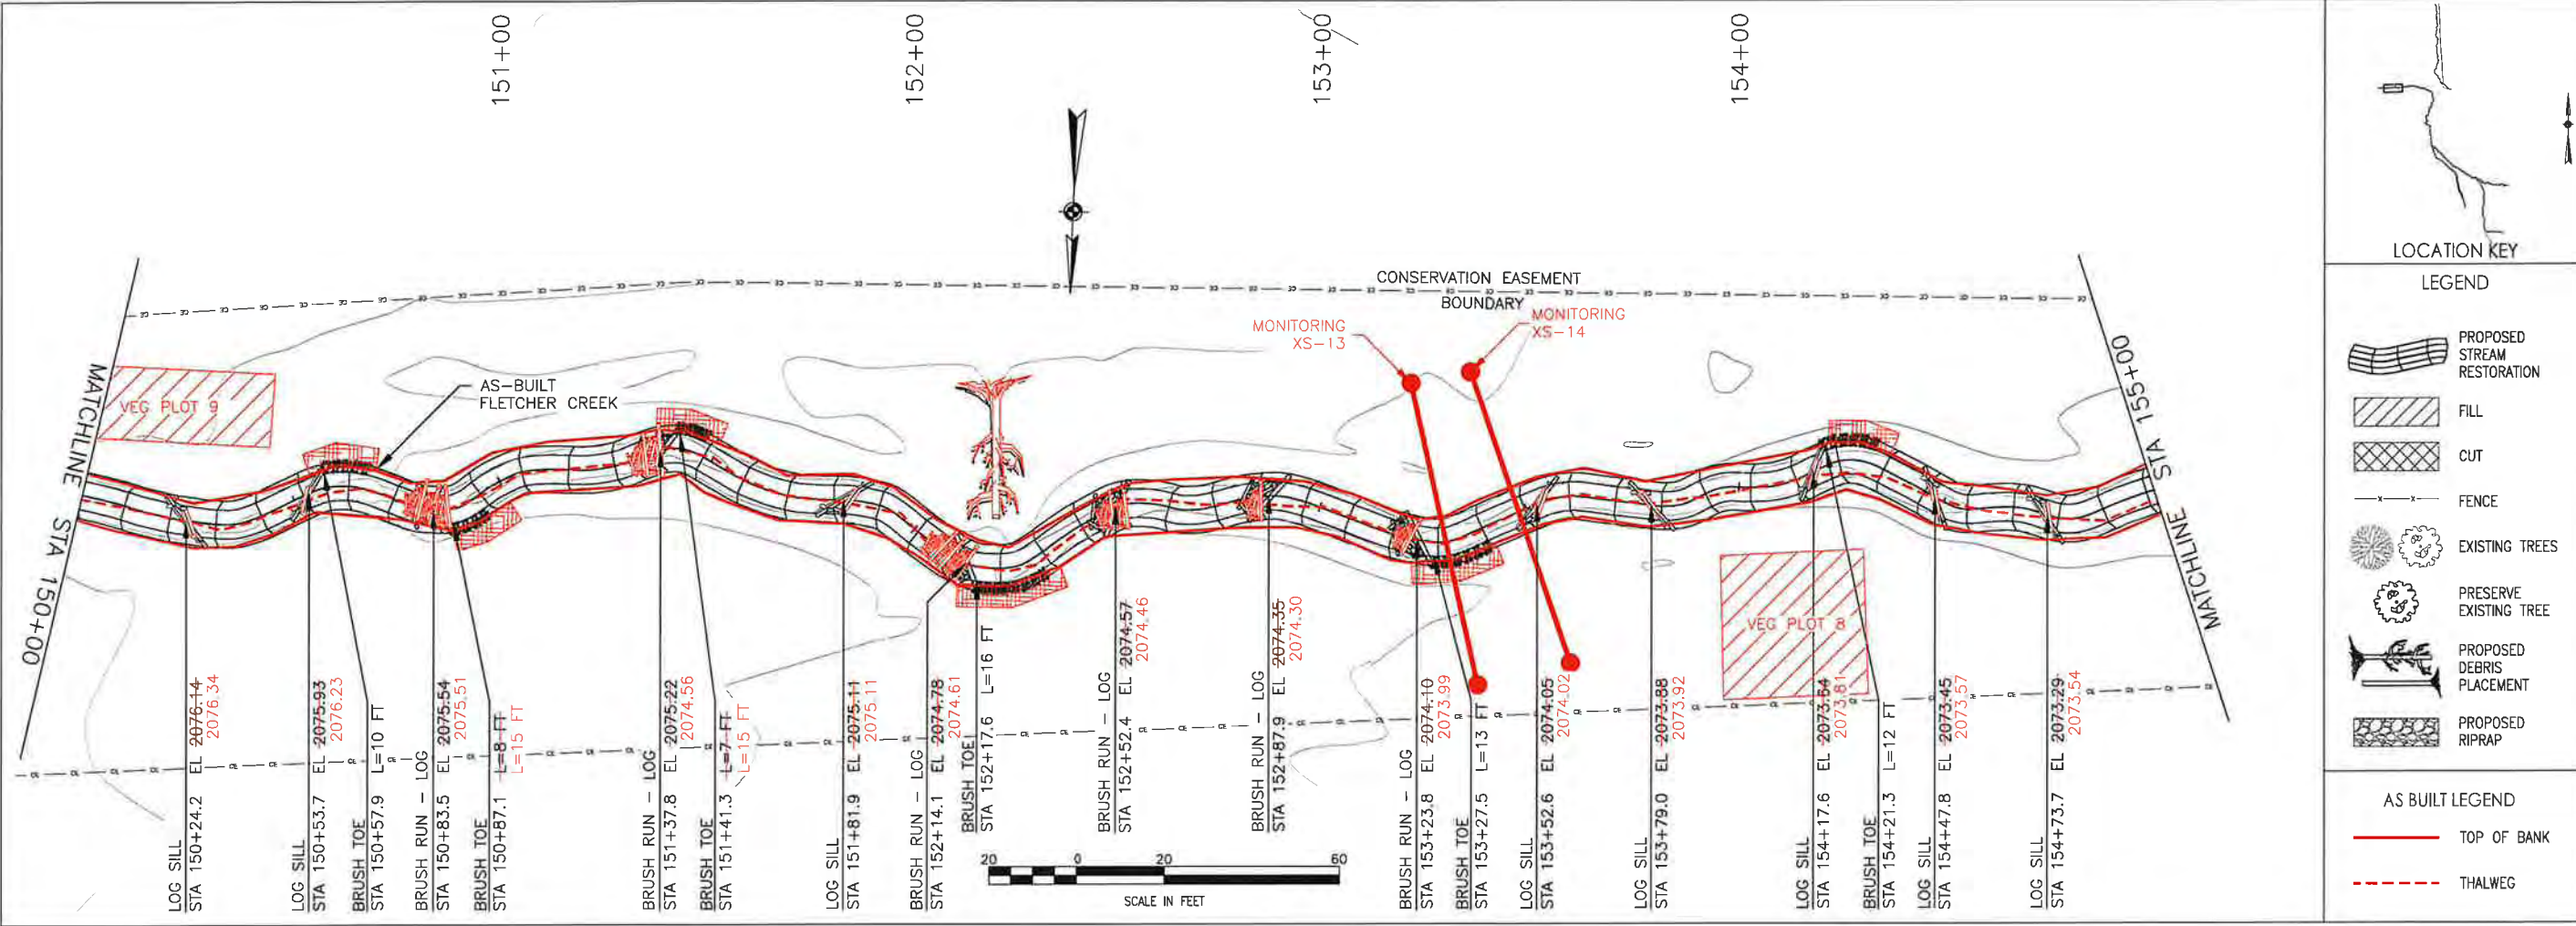 151+00
152+00
153+00
154+00
LOCATION KEY
LEGEND
PROPOSED
STREAM
RESTORATION
FILL
CUT
FENCE
EXISTING TREES
PRESERVE
EXISTING TREE
PROPOSED
DEBRIS
PLACEMENT
PROPOSED
RIPRAP
AS BUILT LEGEND
TOP OF BANK
THALWEG
CONSERVATION EASEMENT
BOUNDARY
MONITORING
XS-13
MONITORING
XS-14
MATCHLINE STA 150+00
MATCHLINE STA 155+00
VEG PLOT 9
AS-BUILT
FLETCHER CREEK
VEG PLOT 8
LOG SILL
STA 150+24.2 EL 2076.14
2076.34
LOG SILL
STA 150+53.7 EL 2075.93
2076.23
BRUSH TOE
STA 150+57.9 L=10 FT
BRUSH RUN - LOG
STA 150+83.5 EL 2075.54
2075.51
BRUSH TOE
STA 150+87.1 L=8 FT
L=15 FT
BRUSH RUN - LOG
STA 151+37.8 EL 2075.22
2074.56
BRUSH TOE
STA 151+41.3 L=7 FT
L=15 FT
LOG SILL
STA 151+81.9 EL 2075.11
2075.11
BRUSH RUN - LOG
STA 152+14.1 EL 2074.78
2074.61
BRUSH TOE
STA 152+17.6 L=16 FT
BRUSH RUN - LOG
STA 152+52.4 EL 2074.57
2074.46
BRUSH RUN - LOG
STA 152+87.9 EL 2074.35
2074.30
BRUSH RUN - LOG
STA 153+23.8 EL 2074.10
2073.99
BRUSH TOE
STA 153+27.5 L=13 FT
LOG SILL
STA 153+52.6 EL 2074.05
2074.02
LOG SILL
STA 153+79.0 EL 2073.88
2073.92
LOG SILL
STA 154+17.6 EL 2073.54
2073.81
BRUSH TOE
STA 154+21.3 L=12 FT
LOG SILL
STA 154+47.8 EL 2073.45
2073.57
LOG SILL
STA 154+73.7 EL 2073.29
2073.54
20 0 20 60
SCALE IN FEET